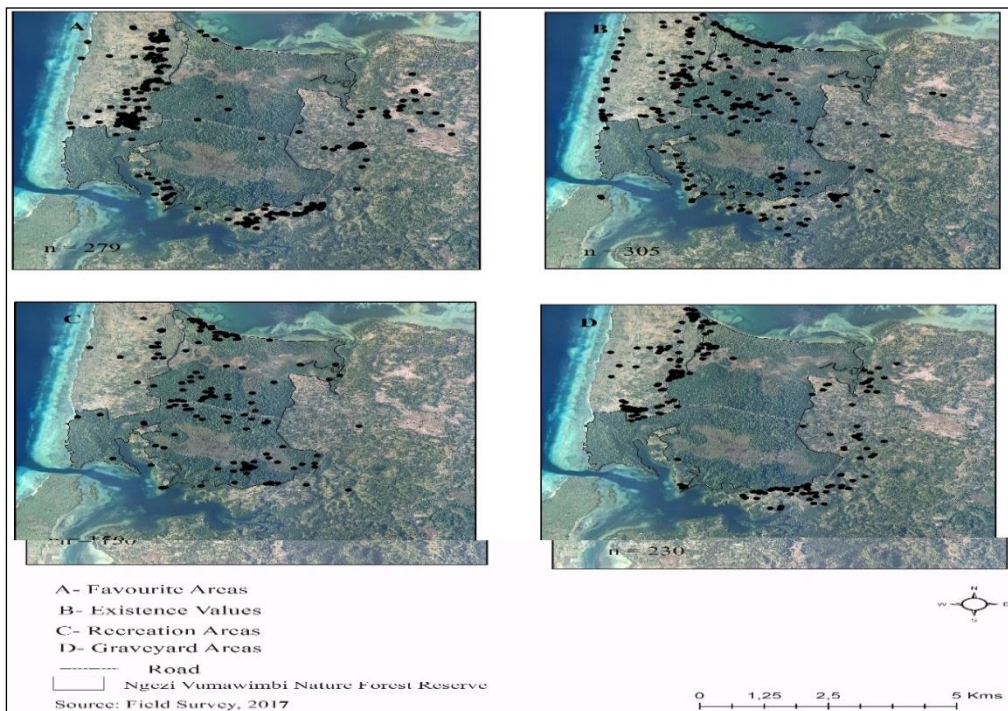 A
B
n = 279
n = 305
C
D
n = 230
A- Favourite Areas
B- Existence Values
C- Recreation Areas
D- Graveyard Areas
Road
Ngezi Vumawimbi Nature Forest Reserve
Source: Field Survey, 2017
N
W E
S
0 1,25 2,5 5 Kms